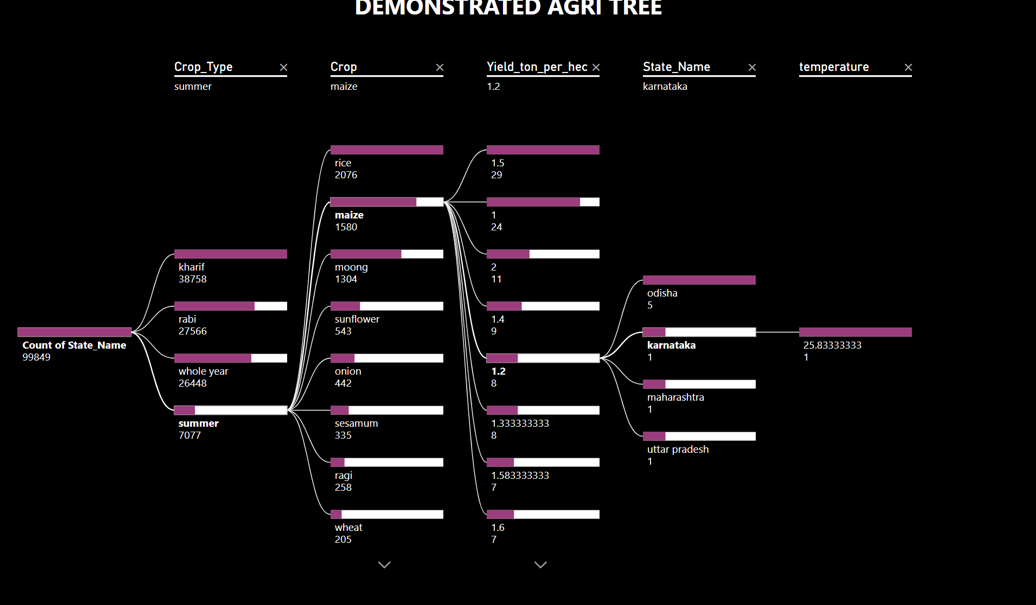 DEMONSTRATED AGRI TREE
Crop_Type
summer
Crop
maize
Yield_ton_per_hec
1.2
State_Name
karnataka
temperature
Count of State_Name
99849
kharif
38758
rabi
27566
whole year
26448
summer
7077
rice
2076
maize
1580
moong
1304
sunflower
543
onion
442
sesamum
335
ragi
258
wheat
205
1.5
29
1
24
2
11
1.4
9
1.2
8
1.333333333
8
1.583333333
7
1.6
7
odisha
5
karnataka
1
maharashtra
1
uttar pradesh
1
25.83333333
1